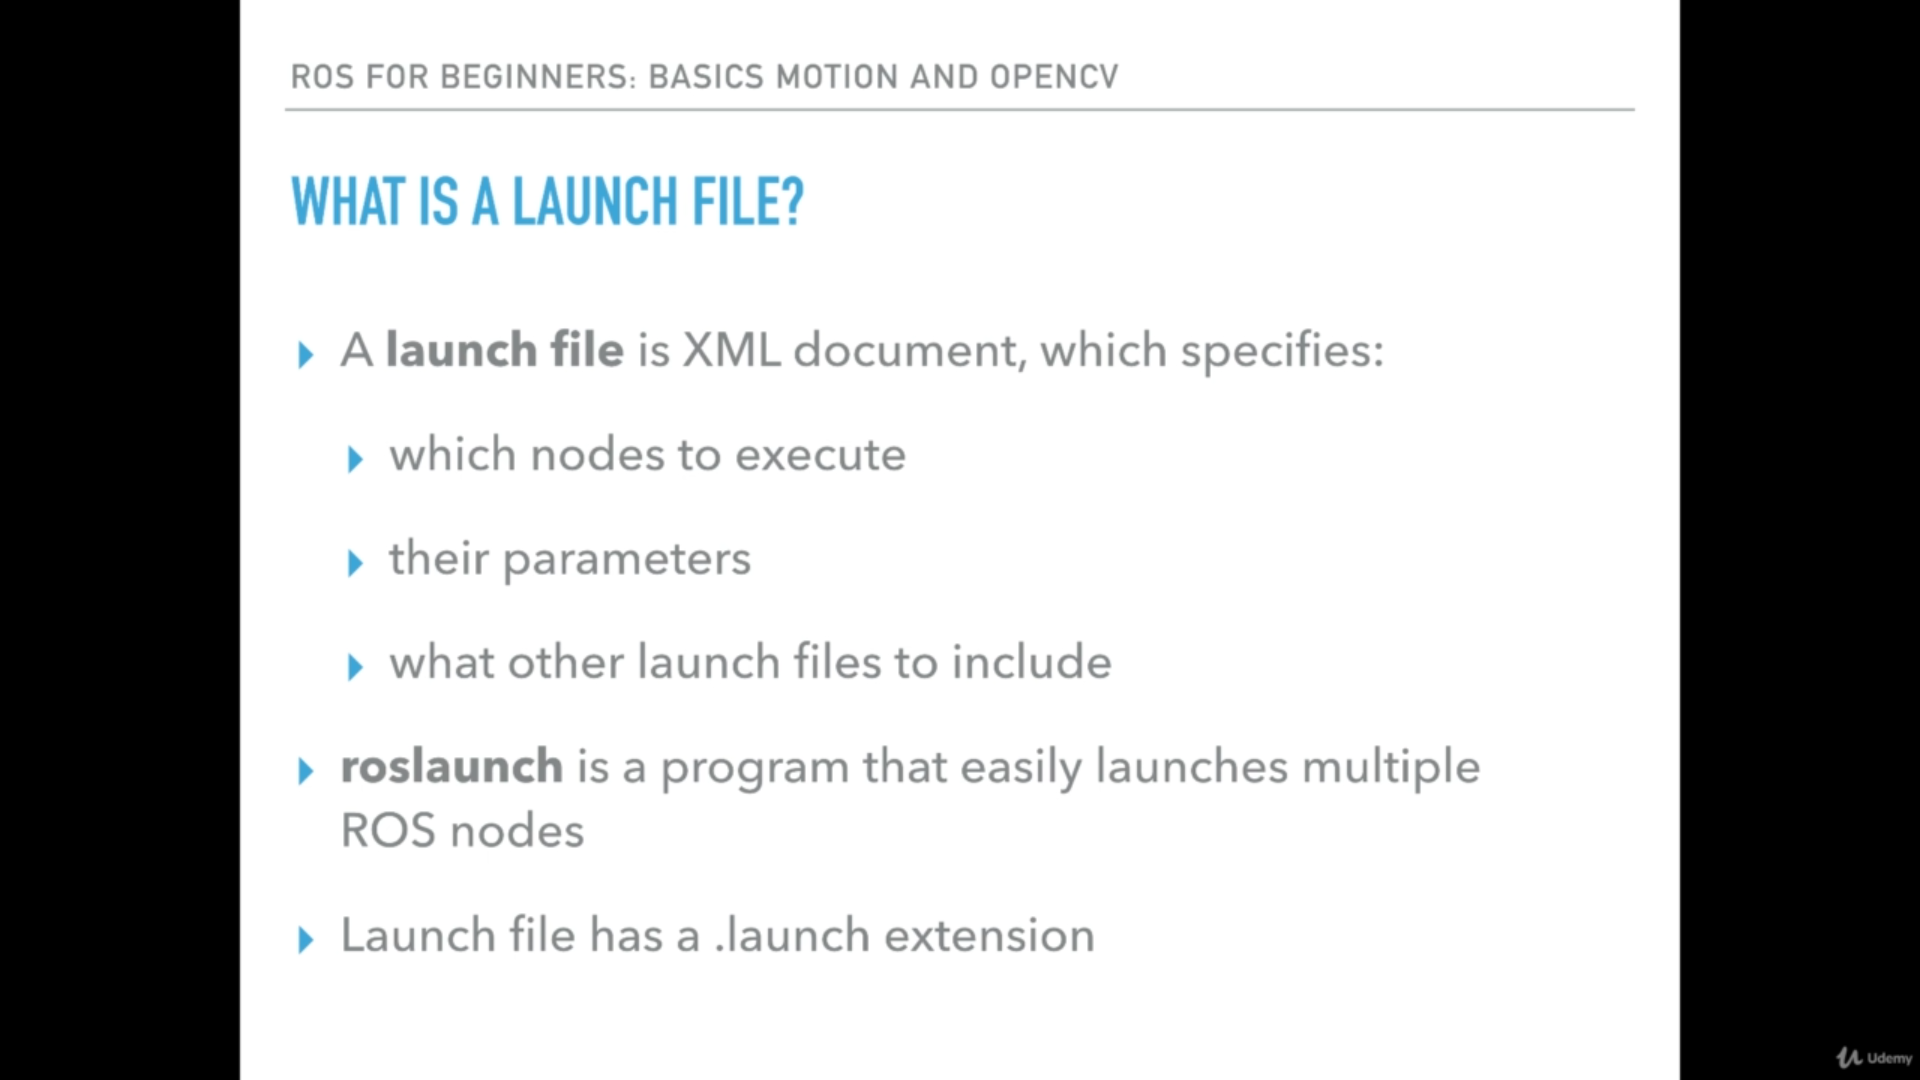 ROS FOR BEGINNERS: BASICS MOTION AND OPENCV
WHAT IS A LAUNCH FILE?
A launch file is XML document, which specifies:
which nodes to execute
their parameters
what other launch files to include
roslaunch is a program that easily launches multiple
ROS nodes
Launch file has a .launch extension
Udemy